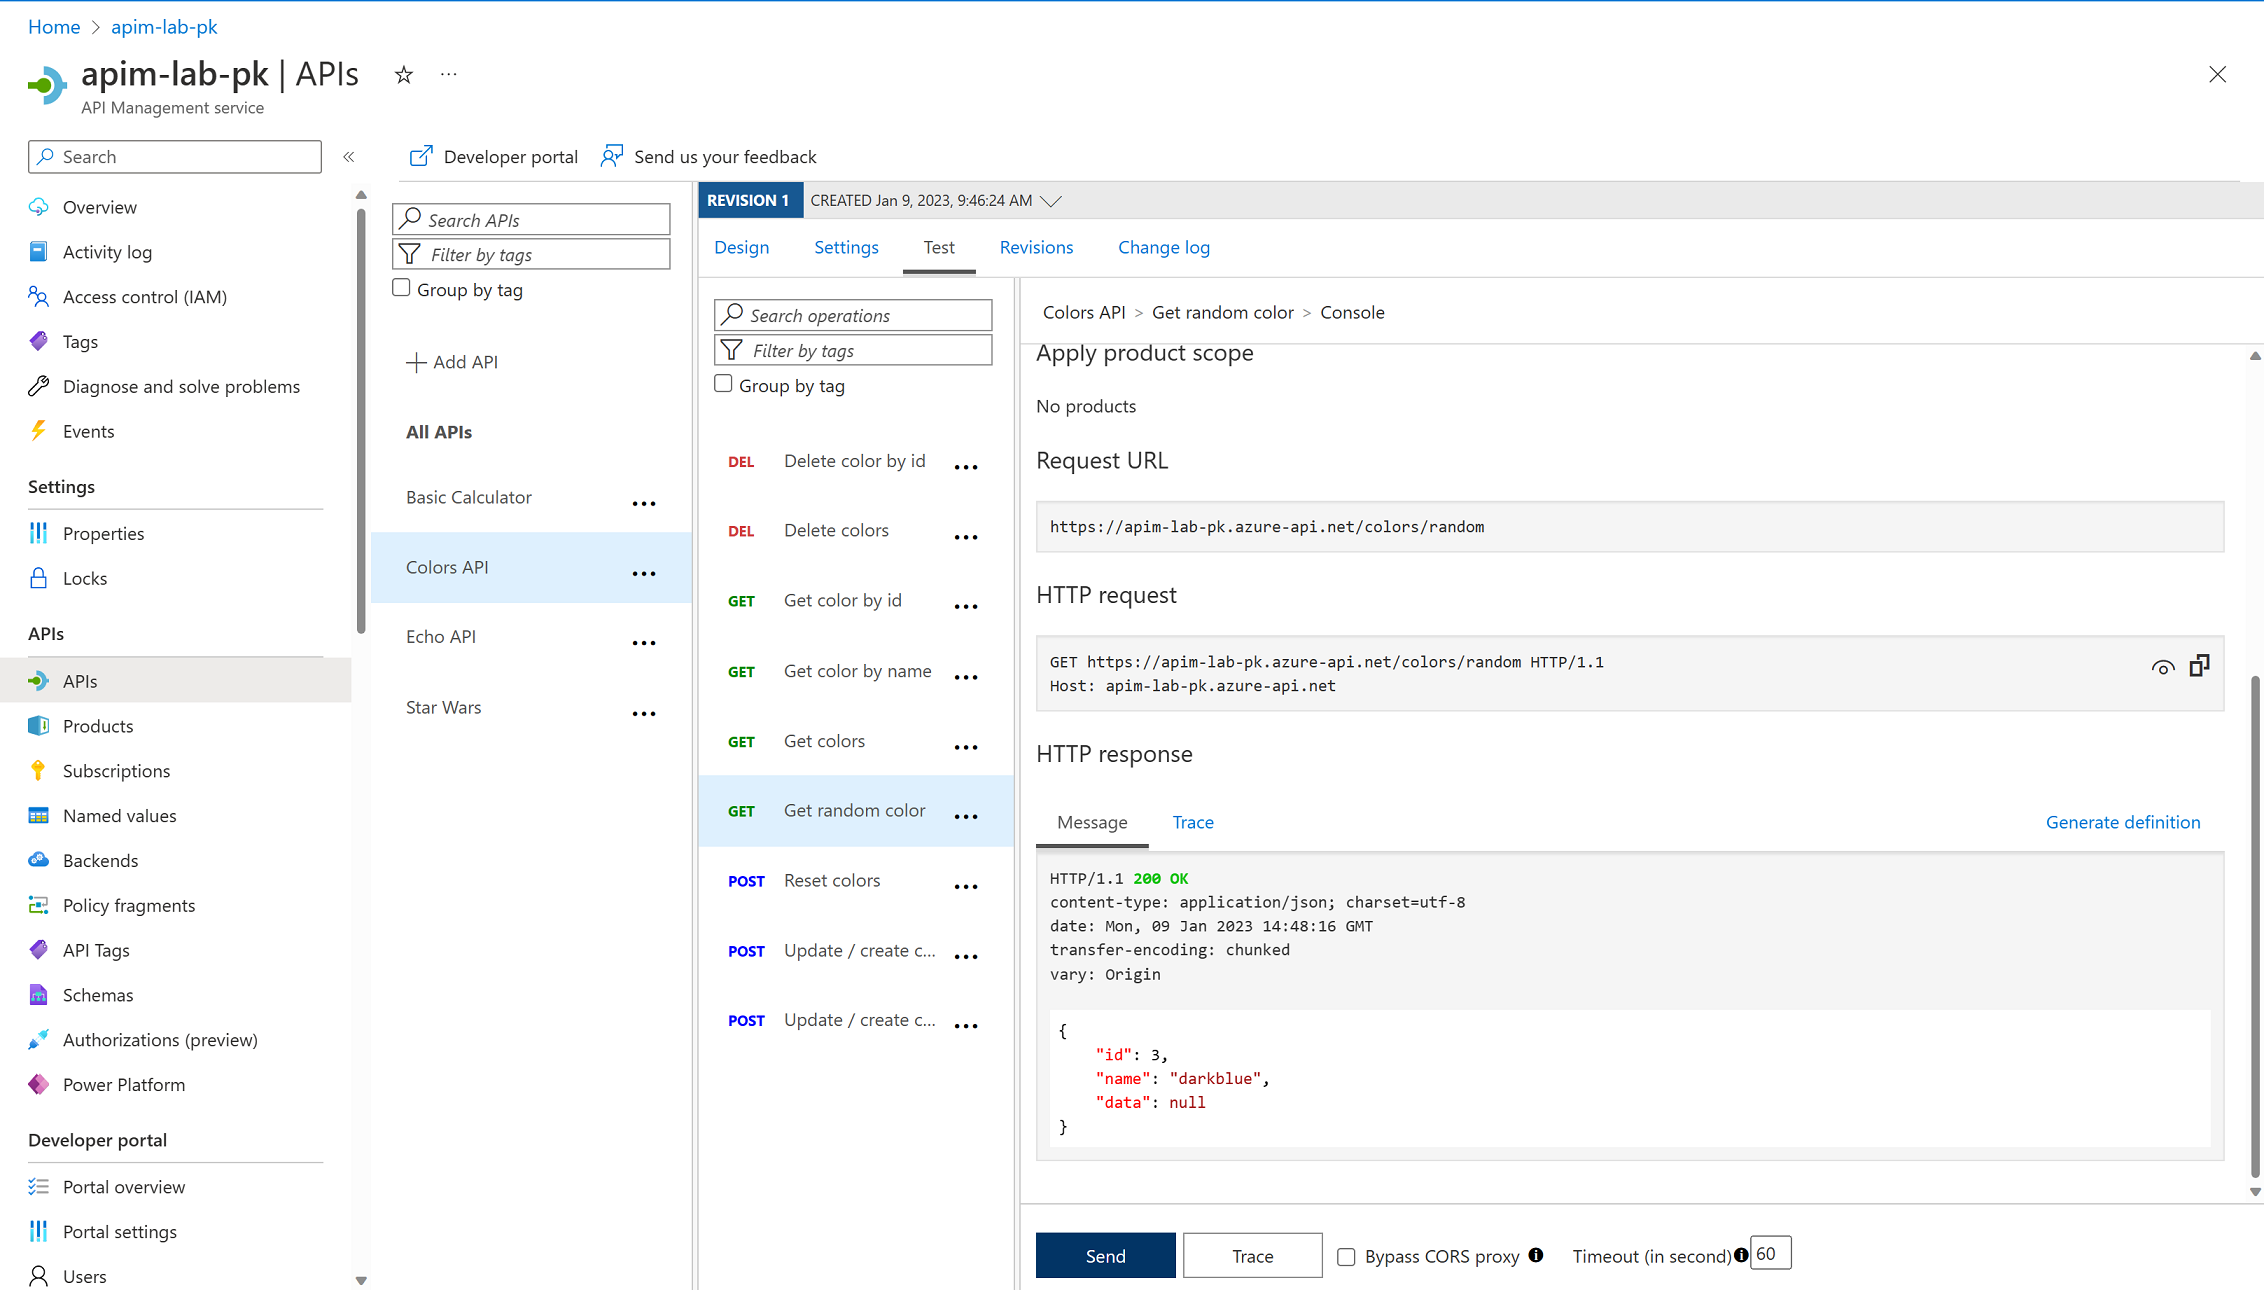 Home > apim-lab-pk
apim-lab-pk | APIs
API Management service
Search
Overview
Activity log
Access control (IAM)
Tags
Diagnose and solve problems
Events
Settings
Properties
Locks
APIs
APIs
Products
Subscriptions
Named values
Backends
Policy fragments
API Tags
Schemas
Authorizations (preview)
Power Platform
Developer portal
Portal overview
Portal settings
Users
Developer portal
Send us your feedback
Search APIs
Filter by tags
Group by tag
Add API
All APIs
Basic Calculator
Colors API
Echo API
Star Wars
REVISION 1 CREATED Jan 9, 2023, 9:46:24 AM
Design
Settings
Test
Revisions
Change log
Search operations
Filter by tags
Group by tag
DEL Delete color by id
DEL Delete colors
GET Get color by id
GET Get color by name
GET Get colors
GET Get random color
POST Reset colors
POST Update / create c...
POST Update / create c...
Colors API > Get random color > Console
Apply product scope
No products
Request URL
https://apim-lab-pk.azure-api.net/colors/random
HTTP request
GET https://apim-lab-pk.azure-api.net/colors/random HTTP/1.1
Host: apim-lab-pk.azure-api.net
HTTP response
Message
Trace
Generate definition
HTTP/1.1 200 OK
content-type: application/json; charset=utf-8
date: Mon, 09 Jan 2023 14:48:16 GMT
transfer-encoding: chunked
vary: Origin
{
"id": 3,
"name": "darkblue",
"data": null
}
Send
Trace
Bypass CORS proxy
Timeout (in second) 60